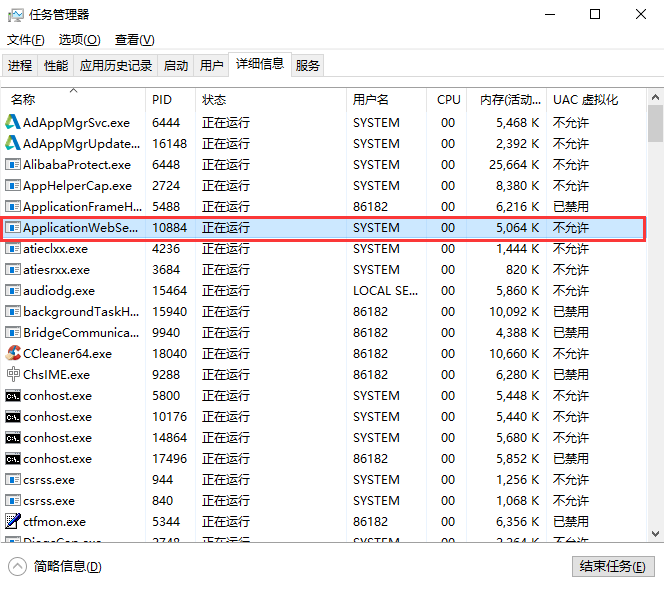 任务管理器
文件(F) 选项(O) 查看(V)
进程 性能 应用历史记录 启动 用户 详细信息 服务
名称 PID 状态 用户名 CPU 内存(活动... UAC 虚拟化
AdAppMgrSvc.exe 6444 正在运行 SYSTEM 00 5,468 K 不允许
AdAppMgrUpdate... 16148 正在运行 SYSTEM 00 2,392 K 不允许
AlibabaProtect.exe 6448 正在运行 SYSTEM 00 25,664 K 不允许
AppHelperCap.exe 2724 正在运行 SYSTEM 00 8,380 K 不允许
ApplicationFrameH... 5488 正在运行 86182 00 6,216 K 已禁用
ApplicationWebSe... 10884 正在运行 SYSTEM 00 5,064 K 不允许
atieclxx.exe 4236 正在运行 SYSTEM 00 1,444 K 不允许
atiesrxx.exe 3684 正在运行 SYSTEM 00 820 K 不允许
audiodg.exe 15464 正在运行 LOCAL SE... 00 5,860 K 不允许
backgroundTaskH... 15940 正在运行 86182 00 10,092 K 已禁用
BridgeCommunica... 9940 正在运行 86182 00 4,388 K 已禁用
CCleaner64.exe 18040 正在运行 86182 00 10,660 K 不允许
ChsIME.exe 9288 正在运行 86182 00 6,280 K 已禁用
conhost.exe 5800 正在运行 SYSTEM 00 5,448 K 不允许
conhost.exe 10176 正在运行 SYSTEM 00 5,440 K 不允许
conhost.exe 14864 正在运行 SYSTEM 00 5,680 K 不允许
conhost.exe 17496 正在运行 86182 00 5,852 K 已禁用
csrss.exe 944 正在运行 SYSTEM 00 1,256 K 不允许
csrss.exe 840 正在运行 SYSTEM 00 1,068 K 不允许
ctfmon.exe 5344 正在运行 86182 00 6,356 K 已禁用
简略信息(D) 结束任务(E)